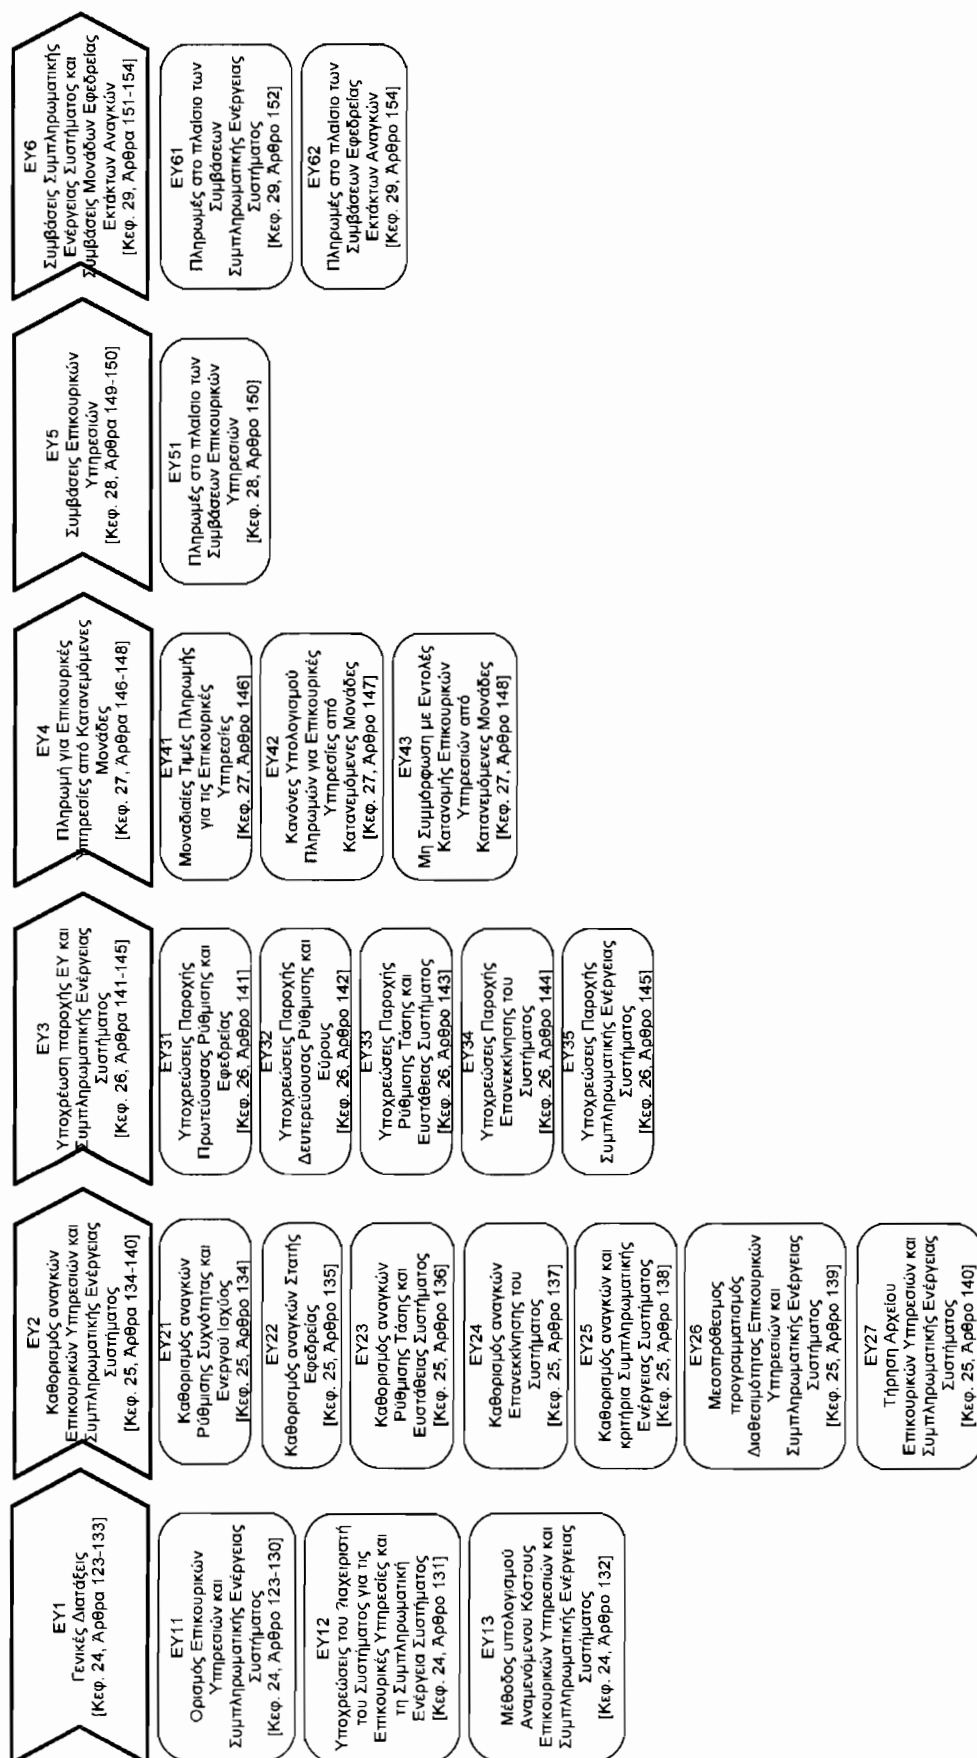 ΕΥ1
Γενικές Διατάξεις
[Κεφ. 24, Άρθρα 123-133]
ΕΥ11
Ορισμός Επικουρικών
Υπηρεσιών και
Συμπληρωματικής Ενέργειας
Συστήματος
[Κεφ. 24, Άρθρο 123-130]
ΕΥ12
Υποχρεώσεις του ?ιαχειριστή
του Συστήματος για τις
Επικουρικές Υπηρεσίες και
τη Συμπληρωματική
Ενέργεια Συστήματος
[Κεφ. 24, Άρθρο 131]
ΕΥ13
Μέθοδος υπολογισμού
Αναμενόμενου Κόστους
Επικουρικών Υπηρεσιών και
Συμπληρωματικής Ενέργειας
Συστήματος
[Κεφ. 24, Άρθρο 132]
ΕΥ2
Καθορισμός αναγκών
Επικουρικών Υπηρεσιών και
Συμπληρωματικής Ενέργειας
Συστήματος
[Κεφ. 25, Άρθρα 134-140]
ΕΥ21
Καθορισμός αναγκών
Ρύθμισης Συχνότητας και
Ενεργού Ισχύος
[Κεφ. 25, Άρθρο 134]
ΕΥ22
Καθορισμός αναγκών Στατής
Εφεδρείας
[Κεφ. 25, Άρθρο 135]
ΕΥ23
Καθορισμός αναγκών
Ρύθμισης Τάσης και
Ευστάθειας Συστήματος
[Κεφ. 25, Άρθρο 136]
ΕΥ24
Καθορισμός αναγκών
Επανεκκίνησης του
Συστήματος
[Κεφ. 25, Άρθρο 137]
ΕΥ25
Καθορισμός αναγκών και
κριτήρια Συμπληρωματικής
Ενέργειας Συστήματος
[Κεφ. 25, Άρθρο 138]
ΕΥ26
Μεσοπρόθεσμος
προγραμματισμός
Διαθεσιμότητας Επικουρικών
Υπηρεσιών και
Συμπληρωματικής Ενέργειας
Συστήματος
[Κεφ. 25, Άρθρο 139]
ΕΥ27
Τήρηση Αρχείου
Επικουρικών Υπηρεσιών και
Συμπληρωματικής Ενέργειας
Συστήματος
[Κεφ. 25, Άρθρο 140]
ΕΥ3
Υποχρέωση παροχής ΕΥ και
Συμπληρωματικής Ενέργειας
Συστήματος
[Κεφ. 26, Άρθρα 141-145]
ΕΥ31
Υποχρεώσεις Παροχής
Πρωτεύουσας Ρύθμισης και
Εφεδρείας
[Κεφ. 26, Άρθρο 141]
ΕΥ32
Υποχρεώσεις Παροχής
Δευτερεύουσας Ρύθμισης και
Εύρους
[Κεφ. 26, Άρθρο 142]
ΕΥ33
Υποχρεώσεις Παροχής
Ρύθμισης Τάσης και
Ευστάθειας Συστήματος
[Κεφ. 26, Άρθρο 143]
ΕΥ34
Υποχρεώσεις Παροχής
Επανεκκίνησης του
Συστήματος
[Κεφ. 26, Άρθρο 144]
ΕΥ35
Υποχρεώσεις Παροχής
Συμπληρωματικής Ενέργειας
Συστήματος
[Κεφ. 26, Άρθρο 145]
ΕΥ4
Πληρωμή για Επικουρικές
Υπηρεσίες από Κατανεμόμενες
Μονάδες
[Κεφ. 27, Άρθρα 146-148]
ΕΥ41
Μοναδιαίες Τιμές Πληρωμής
για τις Επικουρικές
Υπηρεσίες
[Κεφ. 27, Άρθρο 146]
ΕΥ42
Κανόνες Υπολογισμού
Πληρωμών για Επικουρικές
Υπηρεσίες από
Κατανεμόμενες Μονάδες
[Κεφ. 27, Άρθρο 147]
ΕΥ43
Μη Συμμόρφωση με Εντολές
Κατανομής Επικουρικών
Υπηρεσιών από
Κατανεμόμενες Μονάδες
[Κεφ. 27, Άρθρο 148]
ΕΥ5
Συμβάσεις Επικουρικών
Υπηρεσιών
[Κεφ. 28, Άρθρα 149-150]
ΕΥ51
Πληρωμές στο πλαίσιο των
Συμβάσεων Επικουρικών
Υπηρεσιών
[Κεφ. 28, Άρθρο 150]
ΕΥ6
Συμβάσεις Συμπληρωματικής
Ενέργειας Συστήματος και
Συμβάσεις Μονάδων Εφεδρείας
Εκτάκτων Αναγκών
[Κεφ. 29, Άρθρα 151-154]
ΕΥ61
Πληρωμές στο πλαίσιο των
Συμβάσεων
Συμπληρωματικής Ενέργειας
Συστήματος
[Κεφ. 29, Άρθρο 152]
ΕΥ62
Πληρωμές στο πλαίσιο των
Συμβάσεων Εφεδρείας
Εκτάκτων Αναγκών
[Κεφ. 29, Άρθρο 154]